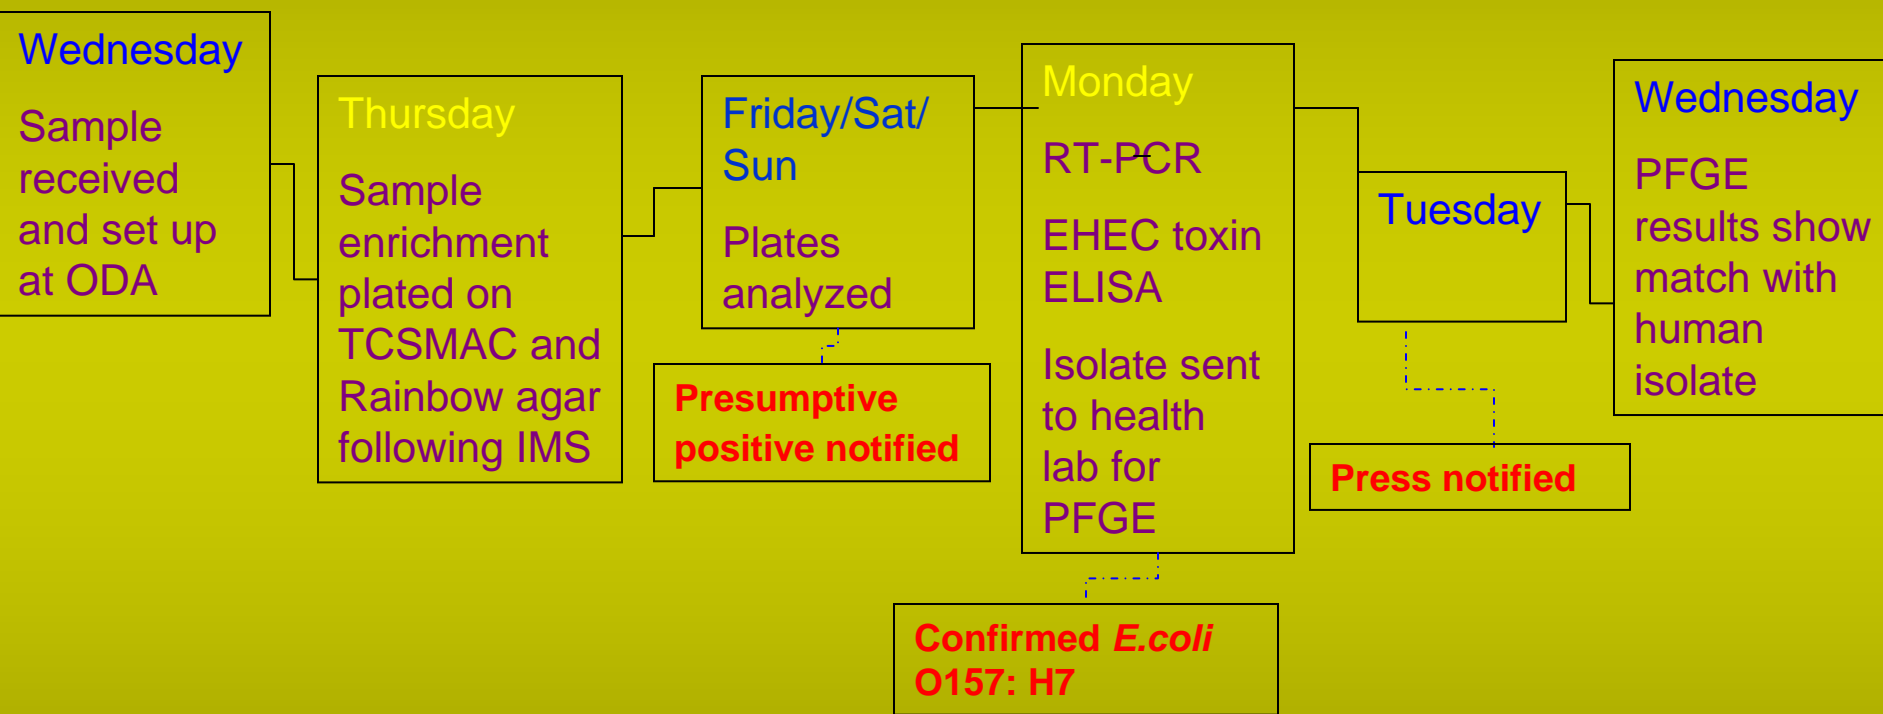 Wednesday
Sample
received
and set up
at ODA
Thursday
Sample
enrichment
plated on
TCSMAC and
Rainbow agar
following IMS
Friday/Sat/
Sun
Plates
analyzed
Presumptive
positive notified
Monday
RT-PCR
EHEC toxin
ELISA
Isolate sent
to health
lab for
PFGE
Confirmed E.coli
O157: H7
Tuesday
Press notified
Wednesday
PFGE
results show
match with
human
isolate